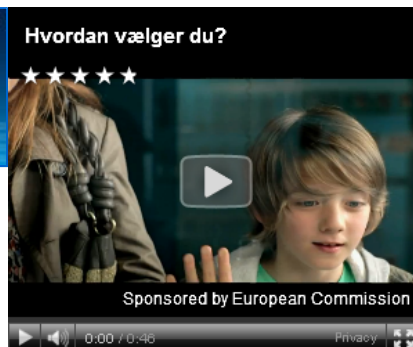 Hvordan vælger du?
Sponsored by European Commission
0:00 / 0:46
Privacy